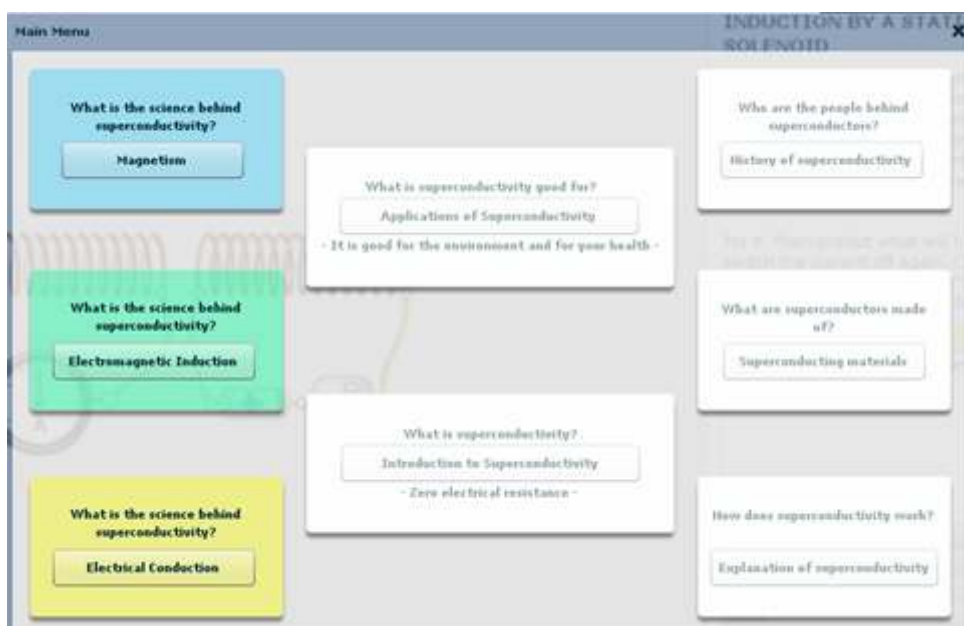 Main Menu
INDUCTION BY A STAT
SOLENOID
What is the science behind
superconductivity?
Magnetism
What is the science behind
superconductivity?
Electromagnetic Induction
What is the science behind
superconductivity?
Electrical Conduction
What is superconductivity good for?
Applications of Superconductivity
- It is good for the environment and for your health -
What is superconductivity?
Introduction to Superconductivity
- Zero electrical resistance -
Who are the people behind
superconductors?
History of superconductivity
What are superconductors made
of?
Superconducting materials
How does superconductivity work?
Explanation of superconductivity
A